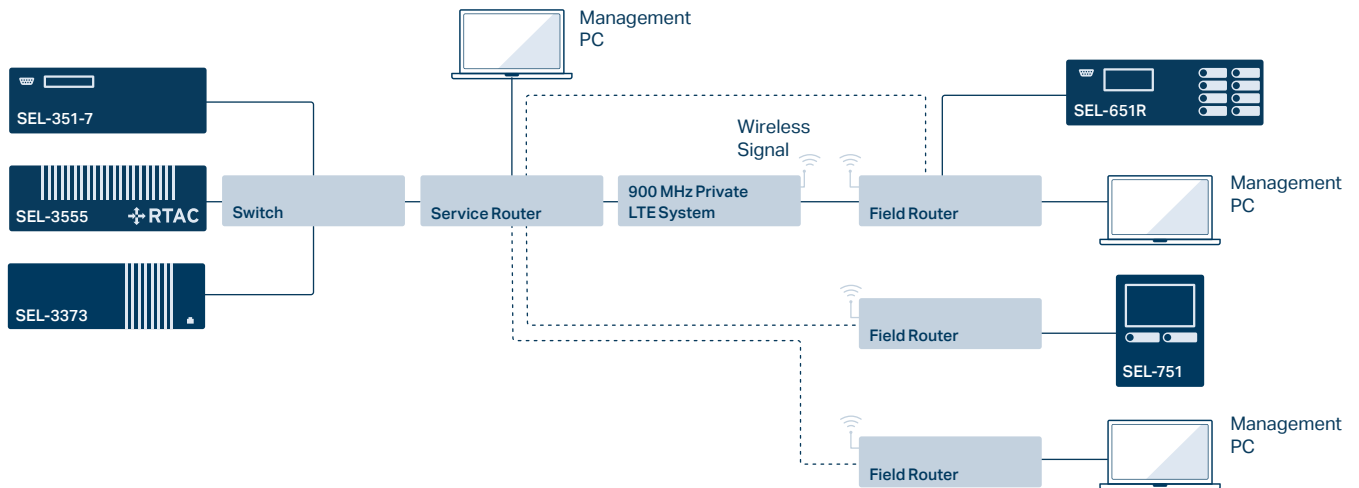 Management
PC
SEL-351-7
SEL-651R
Wireless
Signal
SEL-3555
RTAC
Switch
Service Router
900 MHz Private
LTE System
Field Router
Management
PC
SEL-3373
Field Router
SEL-751
Field Router
Management
PC